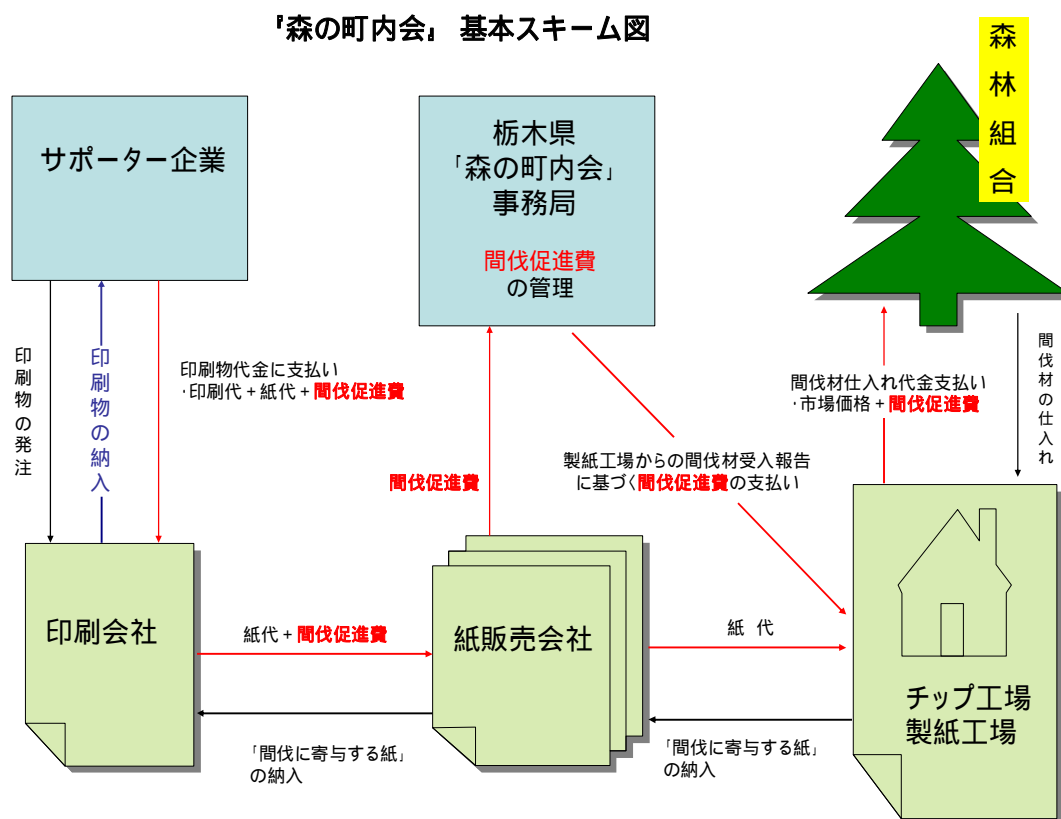 『森の町内会』 基本スキーム図
森林組合
サポーター企業
栃木県
「森の町内会」
事務局
間伐促進費
の管理
印刷物の発注
印刷物の納入
印刷物代金に支払い
・印刷代+紙代+間伐促進費
間伐促進費
製紙工場からの間伐材受入報告
に基づく間伐促進費の支払い
間伐材仕入れ代金支払い
・市場価格+間伐促進費
間伐材の仕入れ
印刷会社
紙代+間伐促進費
紙販売会社
紙 代
チップ工場
製紙工場
「間伐に寄与する紙」
の納入
「間伐に寄与する紙」
の納入